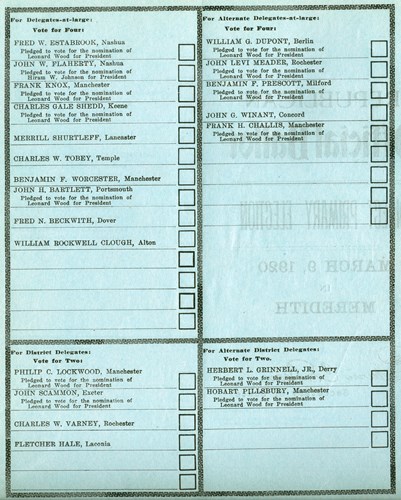 For Delegates-at-large:
Vote for Four:
FRED W. ESTABROOK, Nashua
Pledged to vote for the nomination of
Leonard Wood for President
JOHN W. FLAHERTY, Nashua
Pledged to vote for the nomination of
Hiram W. Johnson for President
FRANK KNOX, Manchester
Pledged to vote for the nomination of
Leonard Wood for President
CHARLES GALE SHEDD, Keene
Pledged to vote for the nomination of
Leonard Wood for President
MERRILL SHURTLEFF, Lancaster
CHARLES W. TOBEY, Temple
BENJAMIN F. WORCESTER, Manchester
JOHN H. BARTLETT, Portsmouth
Pledged to vote for the nomination of
Leonard Wood for President
FRED N. BECKWITH, Dover
WILLIAM ROCKWELL CLOUGH, Alton
For Alternate Delegates-at-large:
Vote for Four:
WILLIAM G. DUPONT, Berlin
Pledged to vote for the nomination of
Leonard Wood for President
JOHN LEVI MEADER, Rochester
Pledged to vote for the nomination of
Leonard Wood for President
BENJAMIN F. PRESCOTT, Milford
Pledged to vote for the nomination of
Leonard Wood for President
JOHN G. WINANT, Concord
FRANK H. CHALLIS, Manchester
Pledged to vote for the nomination of
Leonard Wood for President
PRIMARY ELECTION
MARCH 9, 1920
IN
MEREDITH
For District Delegates:
Vote for Two:
PHILIP C. LOCKWOOD, Manchester
Pledged to vote for the nomination of
Leonard Wood for President
JOHN SCAMMON, Exeter
Pledged to vote for the nomination of
Leonard Wood for President
CHARLES W. VARNEY, Rochester
FLETCHER HALE, Laconia
For Alternate District Delegates:
Vote for Two.
HERBERT L. GRINNELL, JR., Derry
Pledged to vote for the nomination of
Leonard Wood for President
HOBART PILLSBURY, Manchester
Pledged to vote for the nomination of
Leonard Wood for President